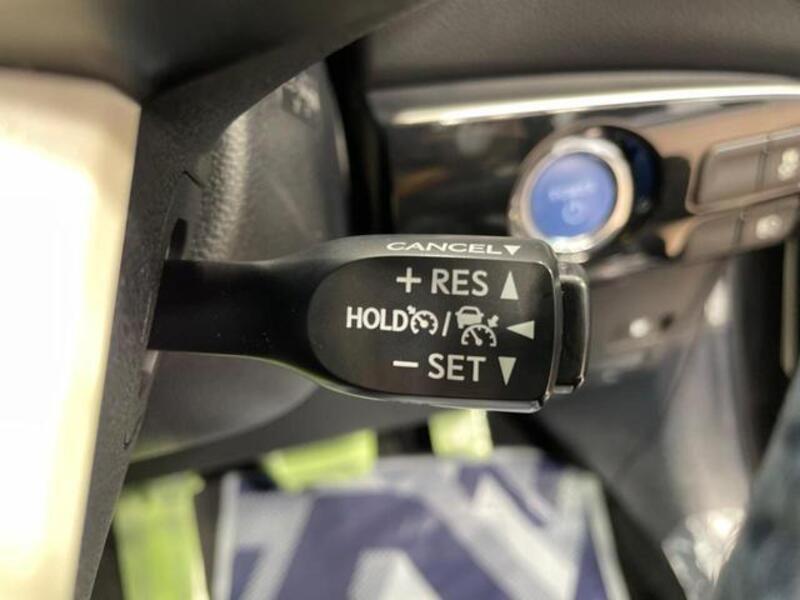 CANCEL▼
+ RES ▲
HOLD / ◀
− SET ▼